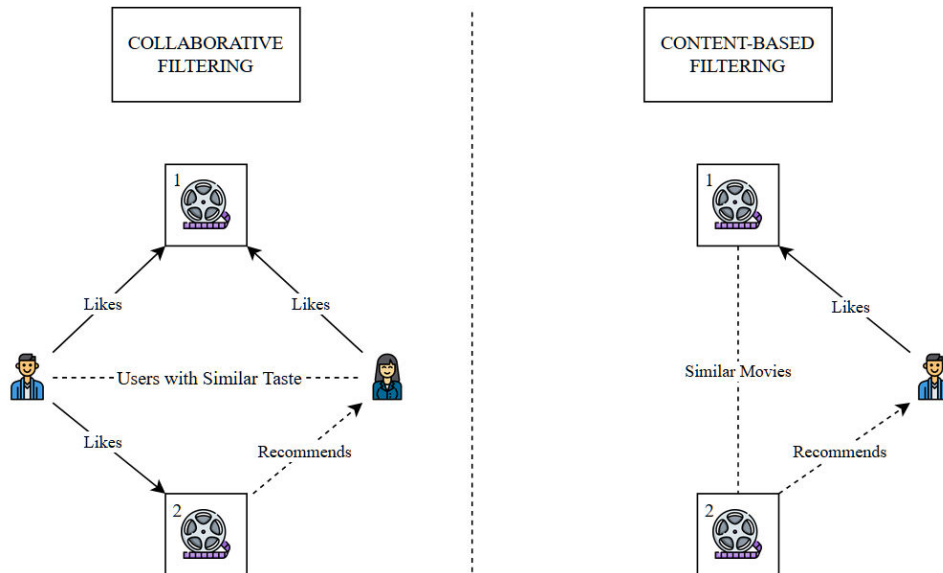 COLLABORATIVE
FILTERING
CONTENT-BASED
FILTERING
1
1
Likes
Likes
Likes
Users with Similar Taste
Similar Movies
Likes
Recommends
Recommends
2
2